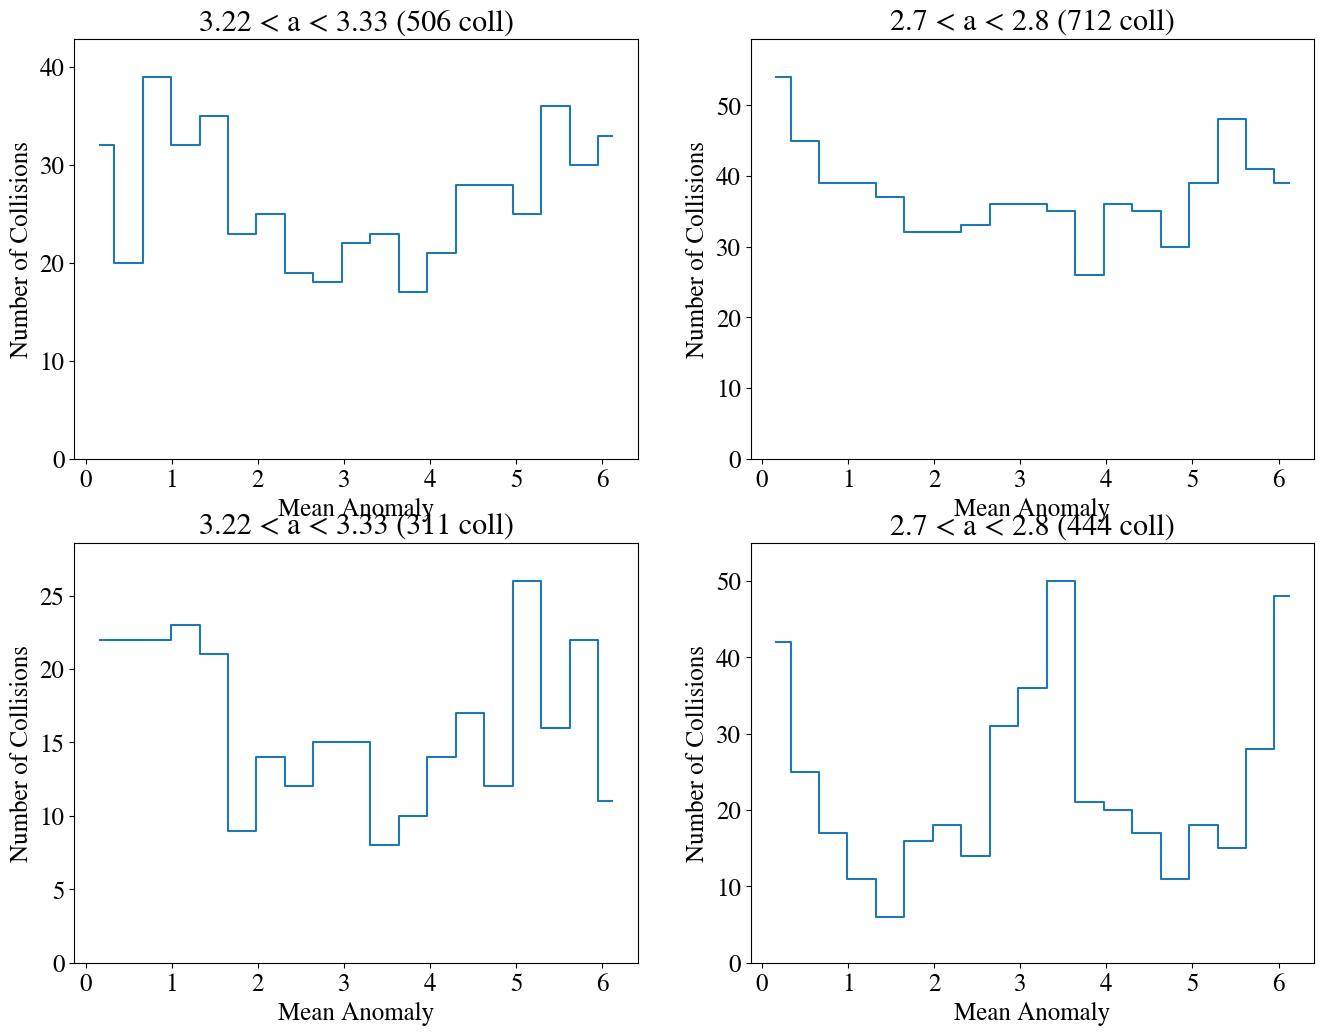 3.22 < a < 3.33 (506 coll)
Number of Collisions
40
30
20
10
0
0 1 2 3 4 5 6
Mean Anomaly
2.7 < a < 2.8 (712 coll)
Number of Collisions
50
40
30
20
10
0
0 1 2 3 4 5 6
Mean Anomaly
3.22 < a < 3.33 (311 coll)
Number of Collisions
25
20
15
10
5
0
0 1 2 3 4 5 6
Mean Anomaly
2.7 < a < 2.8 (444 coll)
Number of Collisions
50
40
30
20
10
0
0 1 2 3 4 5 6
Mean Anomaly